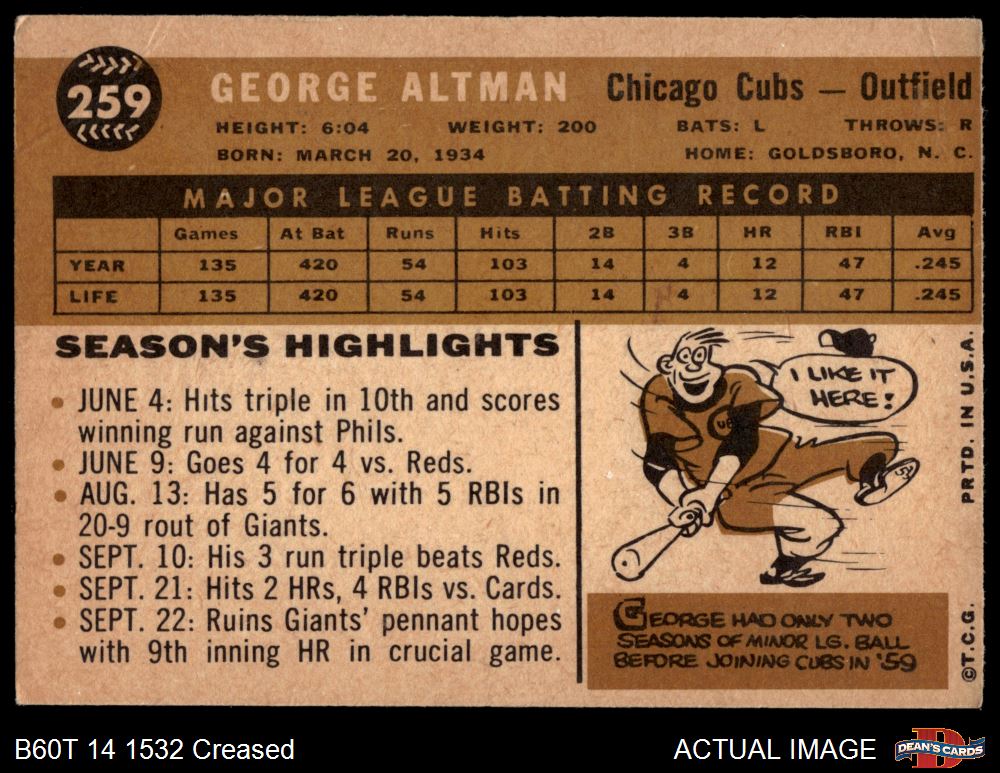 259
GEORGE ALTMAN Chicago Cubs — Outfield
HEIGHT: 6:04 WEIGHT: 200 BATS: L THROWS: R
BORN: MARCH 20, 1934 HOME: GOLDSBORO, N. C.
MAJOR LEAGUE BATTING RECORD
Games At Bat Runs Hits 2B 3B HR RBI Avg
YEAR 135 420 54 103 14 4 12 47 .245
LIFE 135 420 54 103 14 4 12 47 .245
SEASON'S HIGHLIGHTS
• JUNE 4: Hits triple in 10th and scores
winning run against Phils.
• JUNE 9: Goes 4 for 4 vs. Reds.
• AUG. 13: Has 5 for 6 with 5 RBIs in
20-9 rout of Giants.
• SEPT. 10: His 3 run triple beats Reds.
• SEPT. 21: Hits 2 HRs, 4 RBIs vs. Cards.
• SEPT. 22: Ruins Giants' pennant hopes
with 9th inning HR in crucial game.
I LIKE IT
HERE!
GEORGE HAD ONLY TWO
SEASONS OF MINOR LG. BALL
BEFORE JOINING CUBS IN '59
PRTD. IN U.S.A.
©T.C.G.
B60T 14 1532 Creased
ACTUAL IMAGE
DEAN'S CARDS